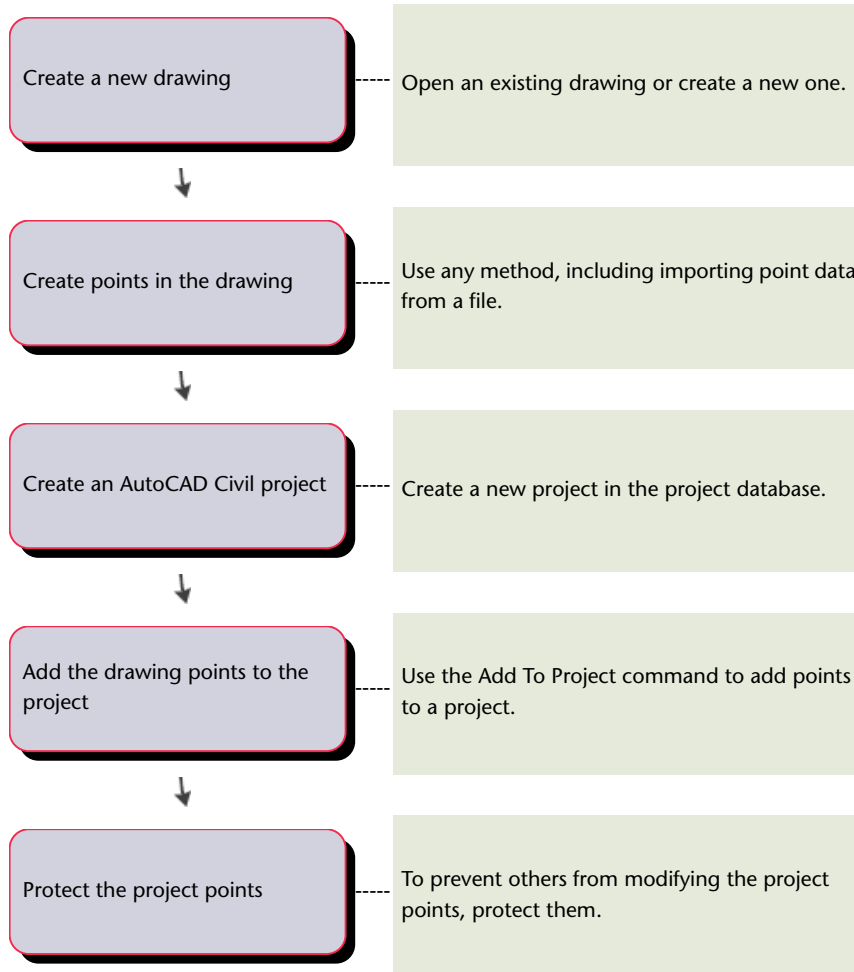 Create a new drawing
Open an existing drawing or create a new one.
Create points in the drawing
Use any method, including importing point data
from a file.
Create an AutoCAD Civil project
Create a new project in the project database.
Add the drawing points to the
project
Use the Add To Project command to add points
to a project.
Protect the project points
To prevent others from modifying the project
points, protect them.